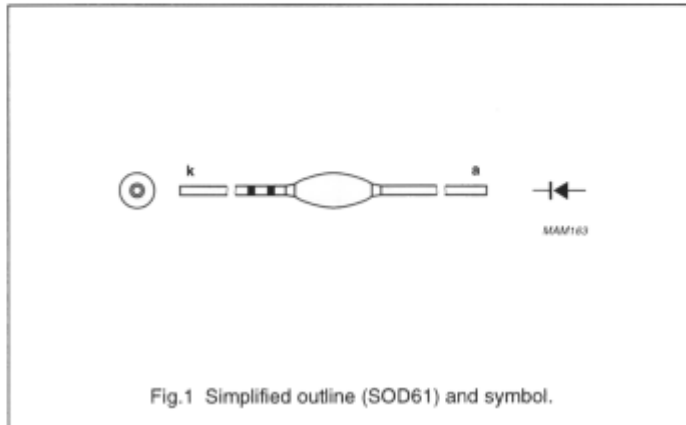 k
a
MAM163
Fig.1 Simplified outline (SOD61) and symbol.